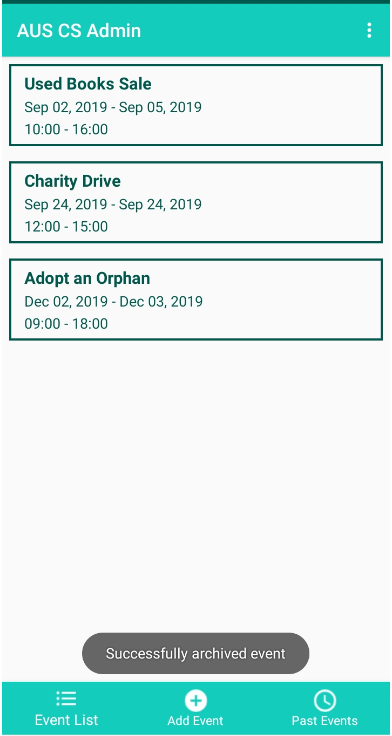 AUS CS Admin
Used Books Sale
Sep 02, 2019 - Sep 05, 2019
10:00 - 16:00
Charity Drive
Sep 24, 2019 - Sep 24, 2019
12:00 - 15:00
Adopt an Orphan
Dec 02, 2019 - Dec 03, 2019
09:00 - 18:00
Successfully archived event
Event List
Add Event
Past Events